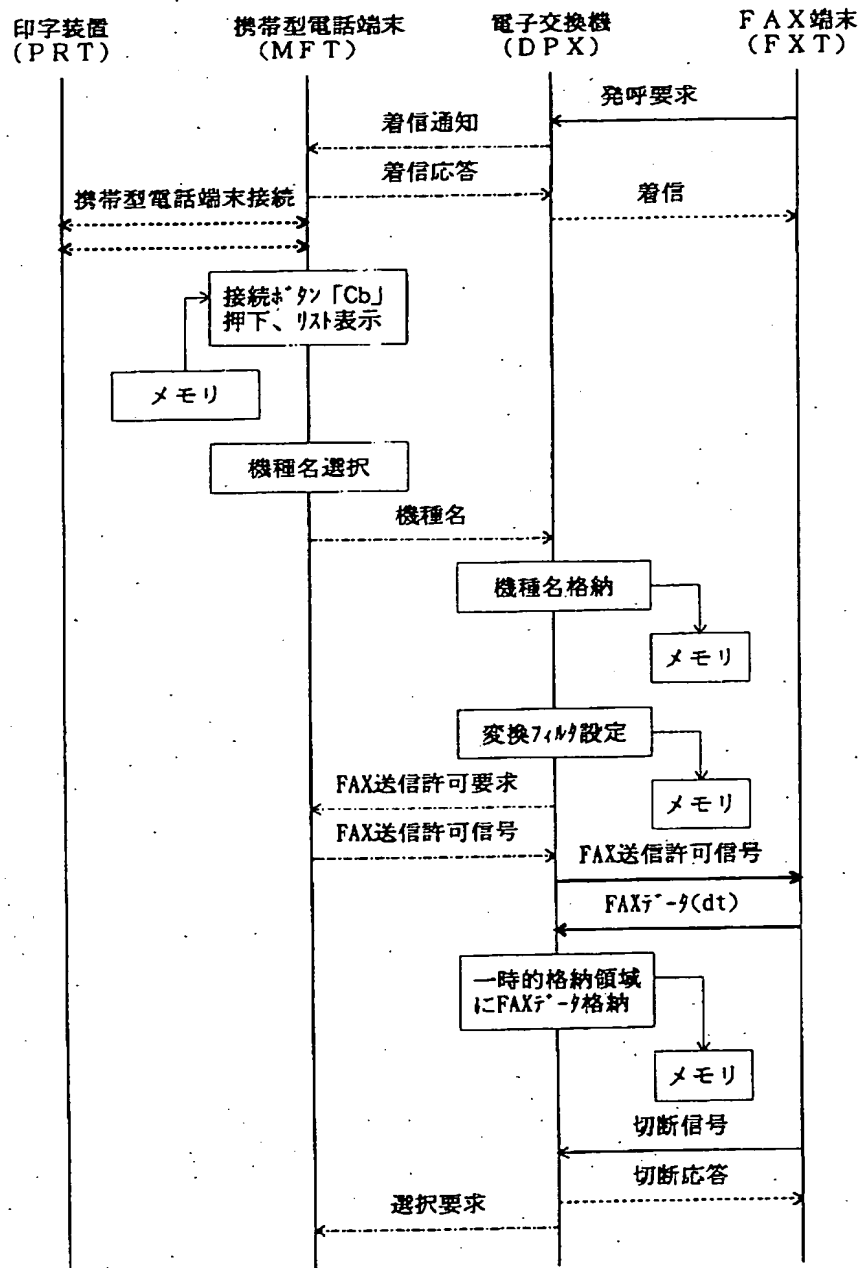 印字装置
(PRT)
携帯型電話端末
(MFT)
電子交換機
(DPX)
FAX端末
(FXT)
発呼要求
着信通知
着信応答
携帯型電話端末接続
着信
接続ボタン「Cb」
押下、リスト表示
メモリ
機種名選択
機種名
機種名格納
メモリ
変換フィルタ設定
メモリ
FAX送信許可要求
FAX送信許可信号
FAX送信許可信号
FAXデータ(dt)
一時的格納領域
にFAXデータ格納
メモリ
切断信号
切断応答
選択要求